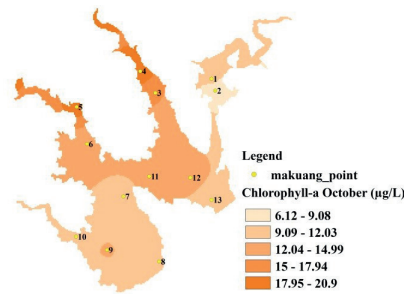 1
2
4
3
5
6
11
12
7
13
10
9
8
Legend
makuang_point
Chlorophyll-a October (µg/L)
6.12 - 9.08
9.09 - 12.03
12.04 - 14.99
15 - 17.94
17.95 - 20.9